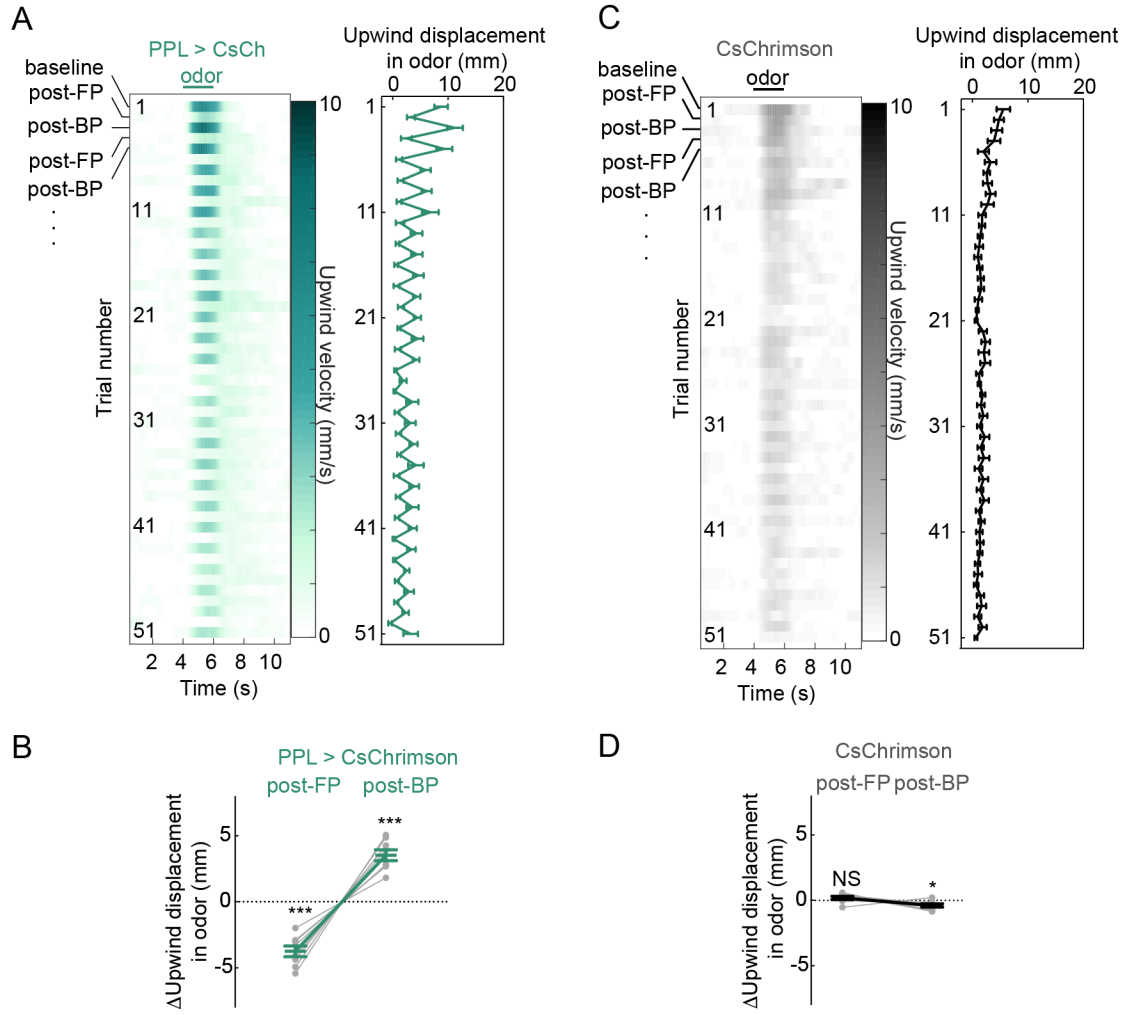 A
PPL > CsCh
odor
baseline
post-FP
post-BP
post-FP
post-BP
Trial number
1
11
21
31
41
51
2 4 6 8 10
Time (s)
10
0
Upwind velocity (mm/s)
Upwind displacement
in odor (mm)
0 10 20
1
11
21
31
41
51
C
CsChrimson
odor
baseline
post-FP
post-BP
post-FP
post-BP
Trial number
1
11
21
31
41
51
2 4 6 8 10
Time (s)
10
0
Upwind velocity (mm/s)
Upwind displacement
in odor (mm)
0 10 20
1
11
21
31
41
51
B
PPL > CsChrimson
post-FP post-BP
ΔUpwind displacement
in odor (mm)
5
0
-5
***
***
D
CsChrimson
post-FP post-BP
ΔUpwind displacement
in odor (mm)
5
0
-5
NS
*